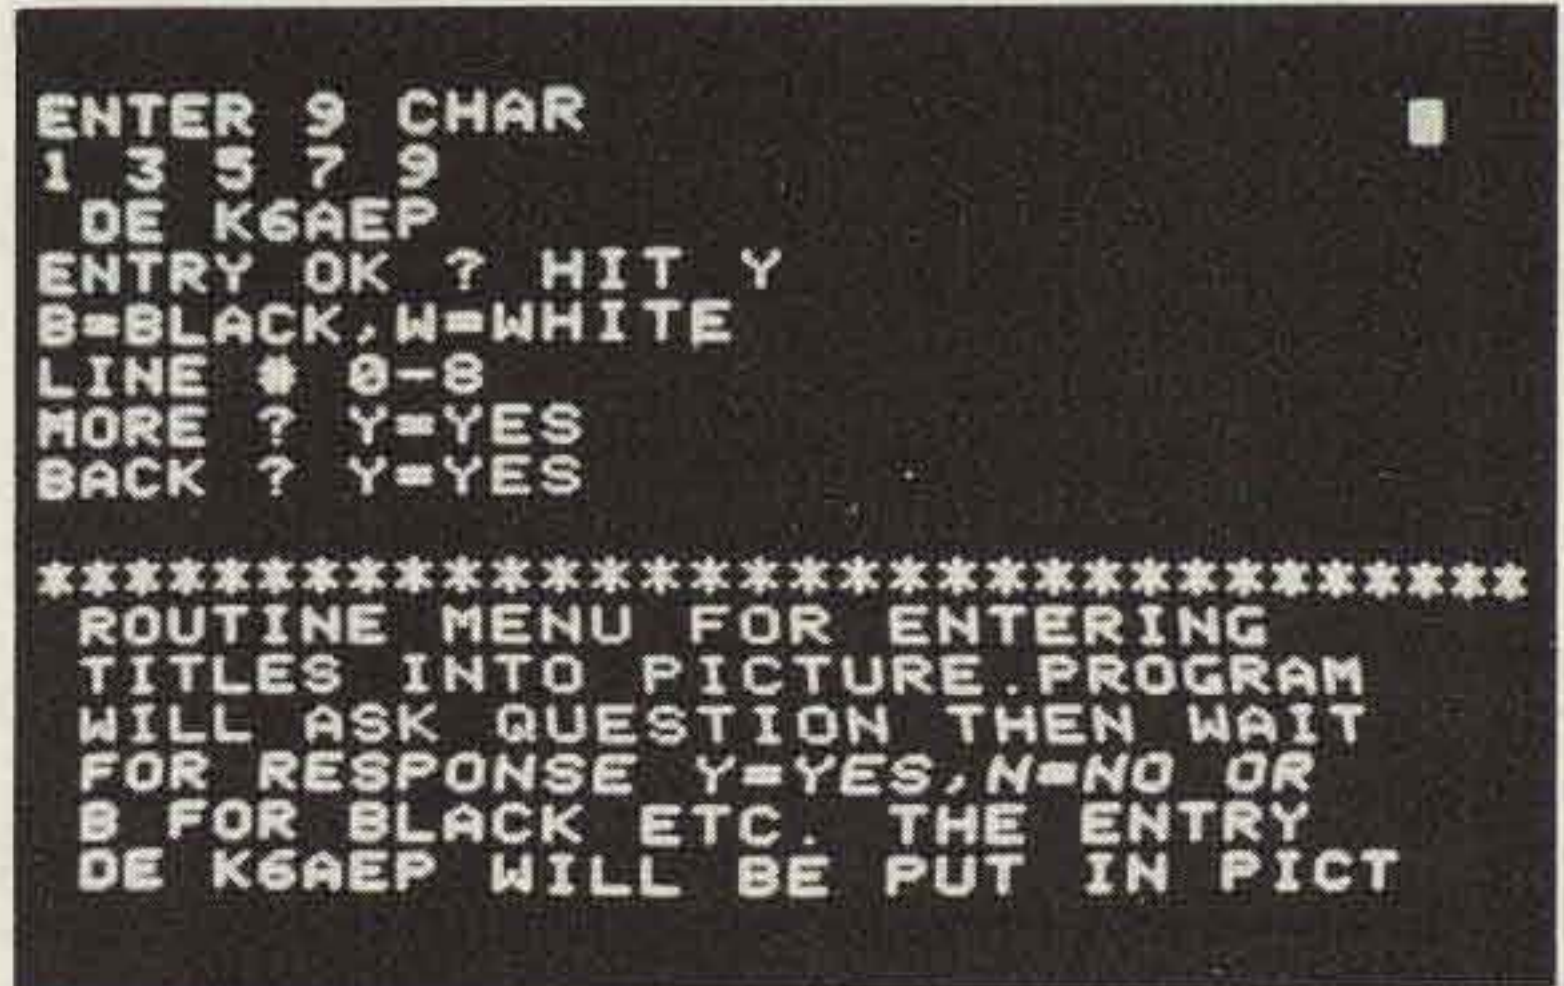 ENTER 9 CHAR
1 3 5 7 9
DE K6AEP
ENTRY OK ? HIT Y
B=BLACK,W=WHITE
LINE # 0-8
MORE ? Y=YES
BACK ? Y=YES
*******************************
ROUTINE MENU FOR ENTERING
TITLES INTO PICTURE.PROGRAM
WILL ASK QUESTION THEN WAIT
FOR RESPONSE Y=YES,N=NO OR
B FOR BLACK ETC. THE ENTRY
DE K6AEP WILL BE PUT IN PICT